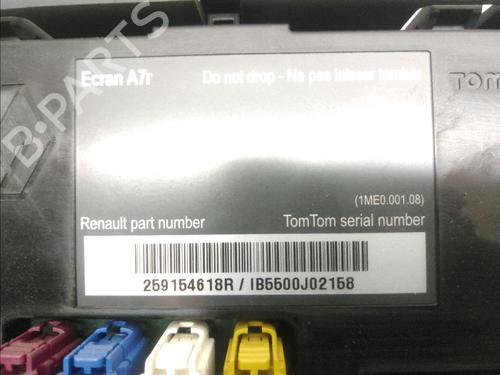 Ecran A7r Do not drop - Ne pas laisser tomber
TOM
B-PARTS
(1ME0.001.08)
Renault part number TomTom serial number
259154618R / IB5500J02158